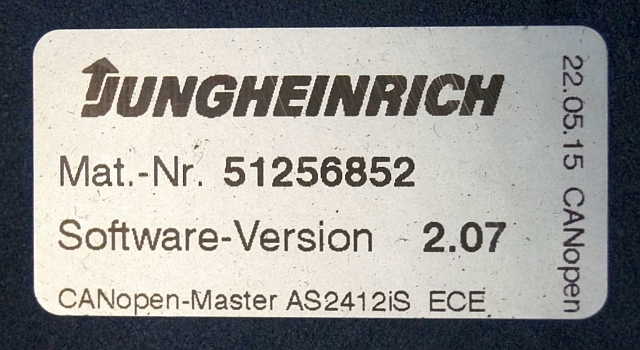 JUNGHEINRICH
Mat.-Nr. 51256852
Software-Version 2.07
CANopen-Master AS2412iS ECE
22.05.15 CANopen